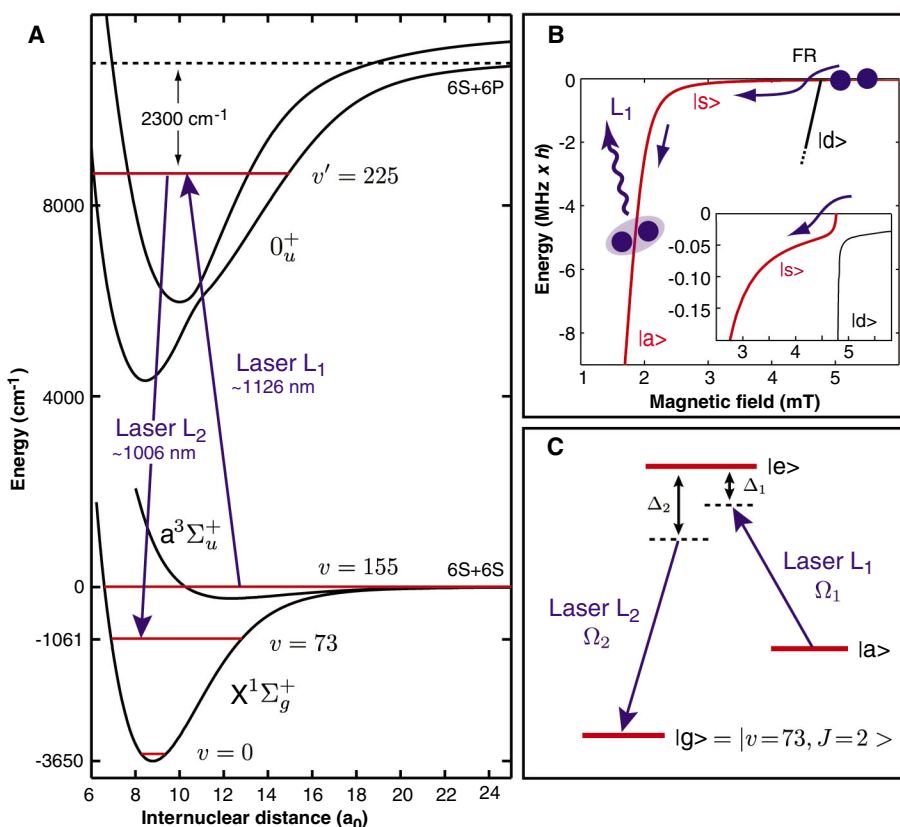 A
6S+6P
2300 cm⁻¹
v′ = 225
8000
0ᵤ⁺
Laser L₁
~1126 nm
4000
Laser L₂
~1006 nm
Energy (cm⁻¹)
a³Σᵤ⁺
v = 155
6S+6S
0
-1061
v = 73
X¹Σg⁺
v = 0
-3650
6 8 10 12 14 16 18 20 22 24
Internuclear distance (a₀)
B
FR
0
|s>
L₁
-2
|d>
-4
Energy (MHz x h)
-6
-8
|a>
0
-0.05
|s>
-0.10
-0.15
|d>
3 4 5
1 2 3 4 5 6
Magnetic field (mT)
C
|e>
Δ₂
Δ₁
Laser L₁
Ω₁
Laser L₂
Ω₂
|a>
|g> = |v=73, J=2 >